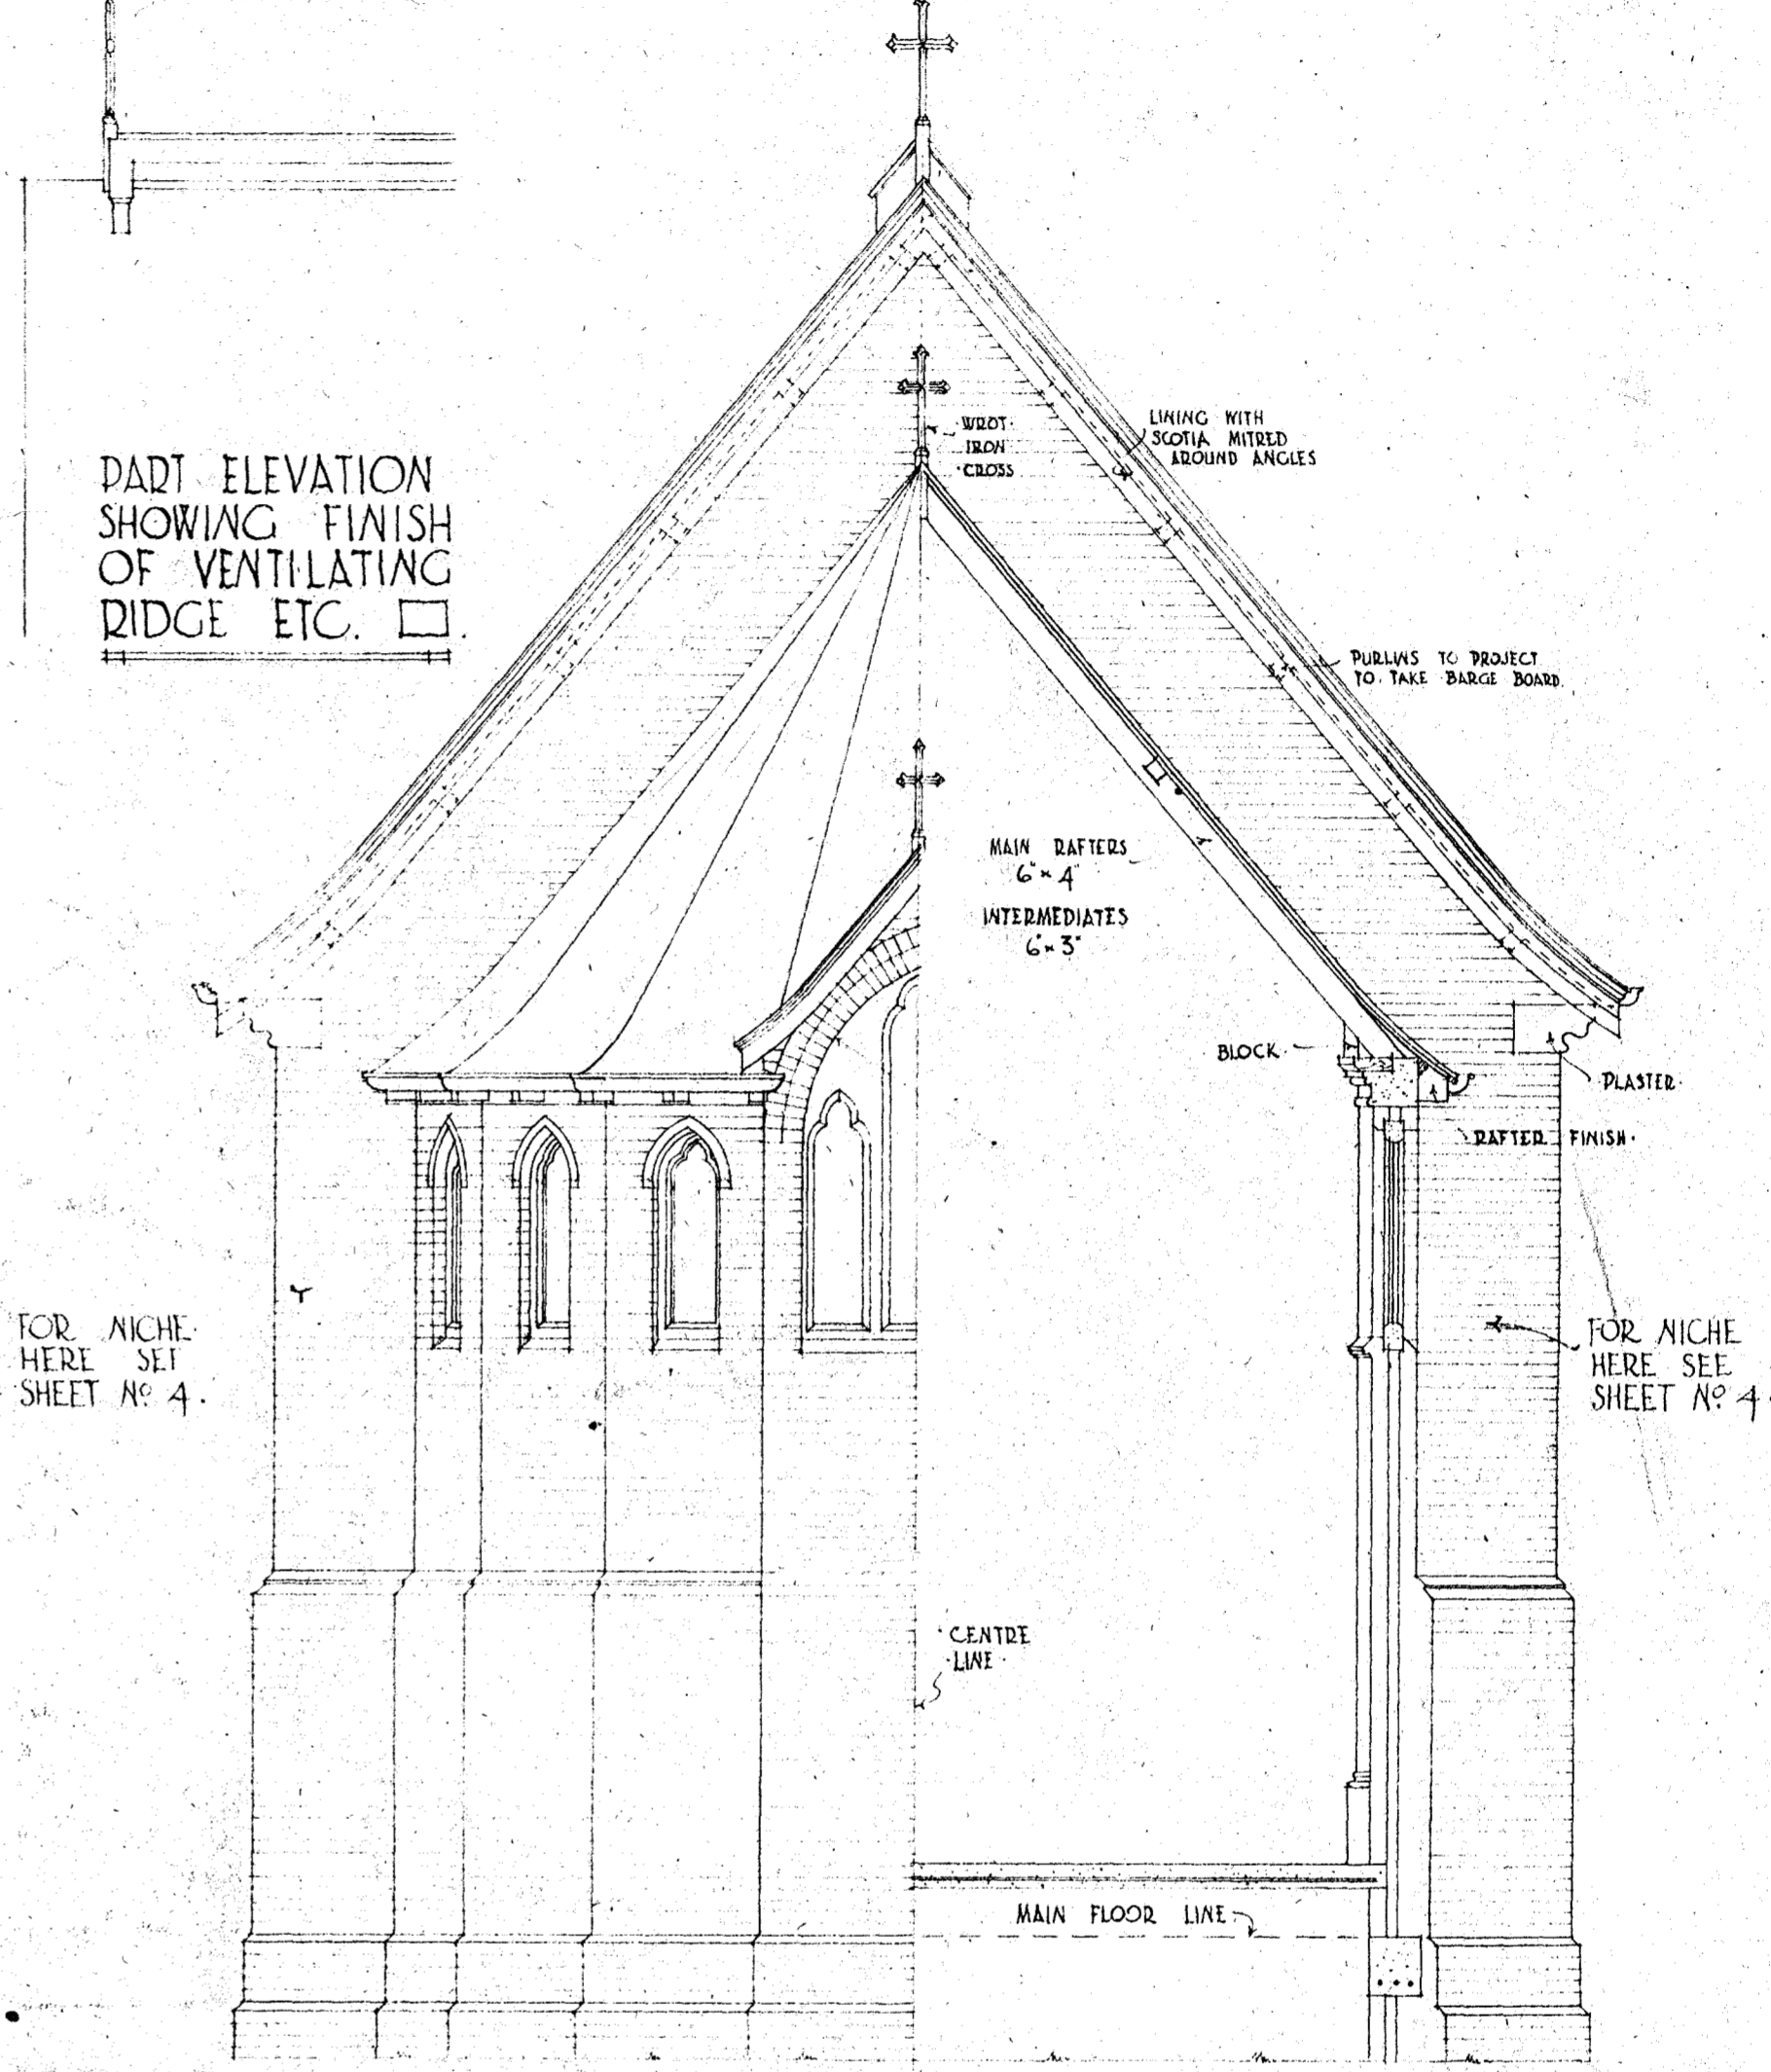 WROT
IRON
CROSS
LINING WITH
SCOTIA MITRED
AROUND ANGLES
PART ELEVATION
SHOWING FINISH
OF VENTILATING
RIDGE ETC.
PURLINS TO PROJECT
TO TAKE BARGE BOARD.
MAIN RAFTERS
6" × 4"
INTERMEDIATES
6" × 3"
BLOCK
PLASTER
RAFTER FINISH
FOR NICHE
HERE SEE
SHEET Nº 4.
FOR NICHE
HERE SEE
SHEET Nº 4.
CENTRE
LINE
MAIN FLOOR LINE